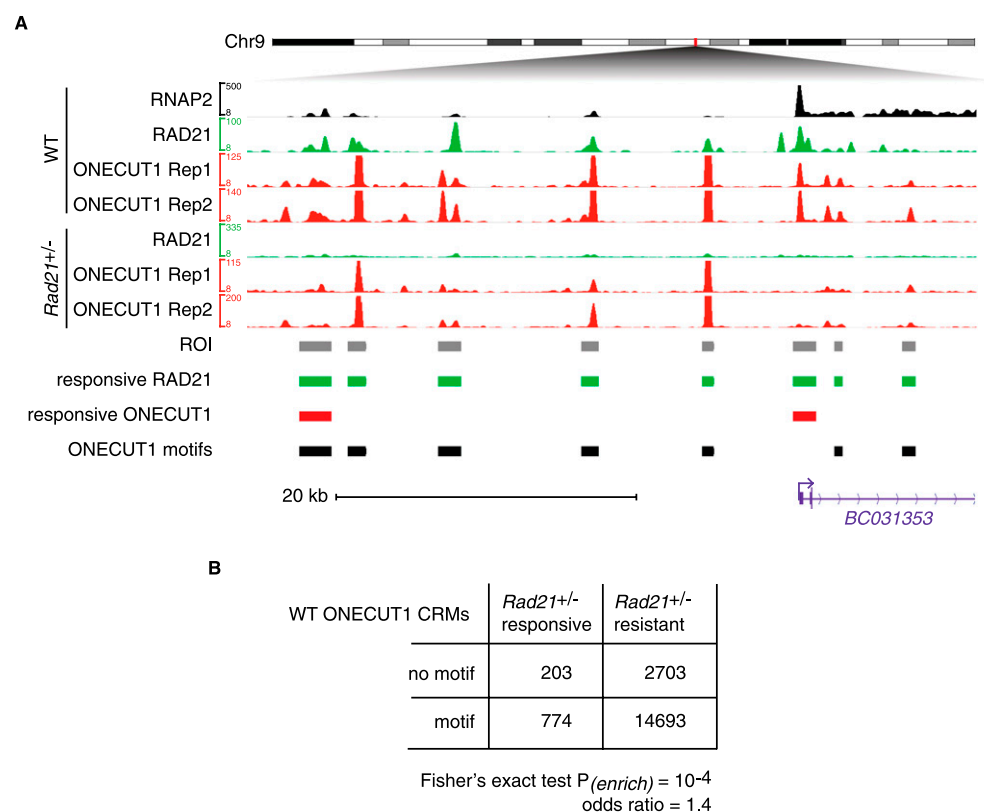 A
Chr9
WT
RNAP2
500
8
RAD21
100
8
ONECUT1 Rep1
125
8
ONECUT1 Rep2
140
8
Rad21+/-
RAD21
335
8
ONECUT1 Rep1
115
8
ONECUT1 Rep2
200
8
ROI
responsive RAD21
responsive ONECUT1
ONECUT1 motifs
20 kb
BC031353
B
WT ONECUT1 CRMs
Rad21+/- responsive
Rad21+/- resistant
no motif 203 2703
motif 774 14693
Fisher's exact test P(enrich) = 10-4
odds ratio = 1.4